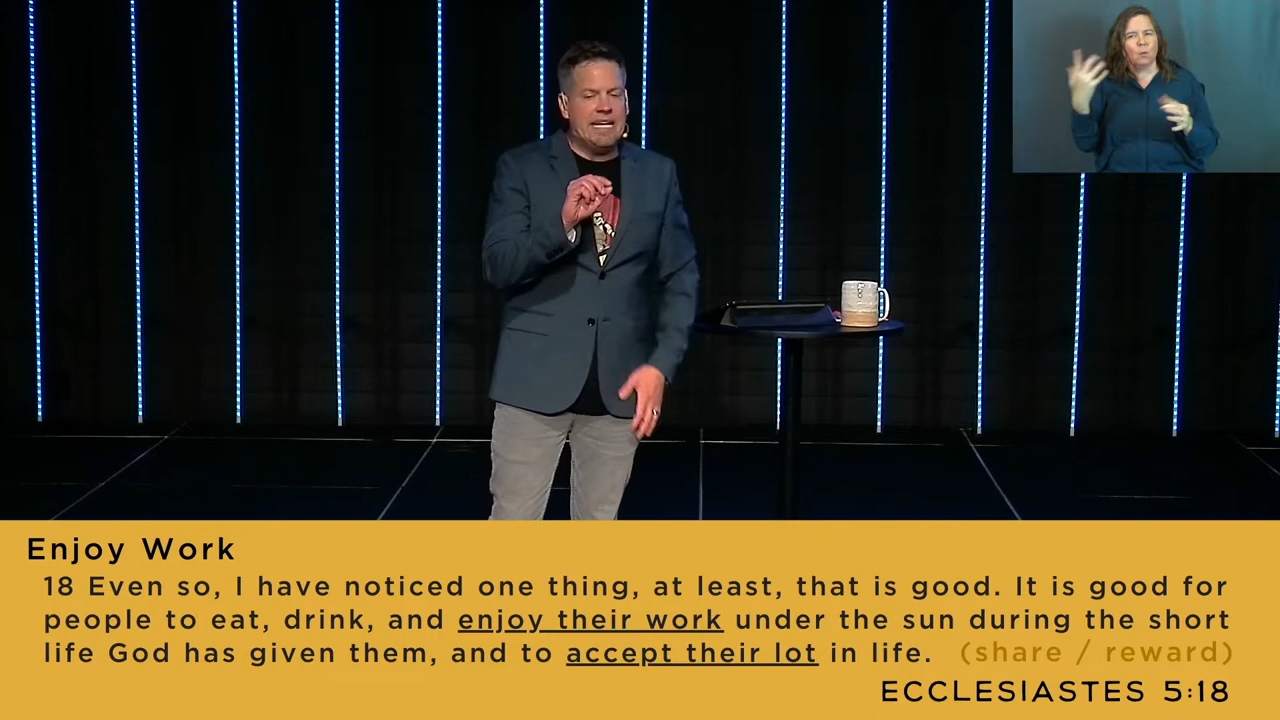 Enjoy Work
18 Even so, I have noticed one thing, at least, that is good. It is good for
people to eat, drink, and enjoy their work under the sun during the short
life God has given them, and to accept their lot in life. (share / reward)
ECCLESIASTES 5:18